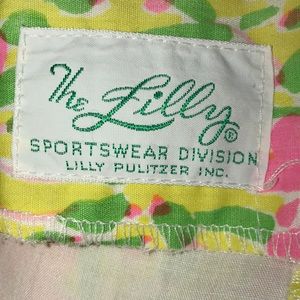 The Lilly®
SPORTSWEAR DIVISION
LILLY PULITZER INC.